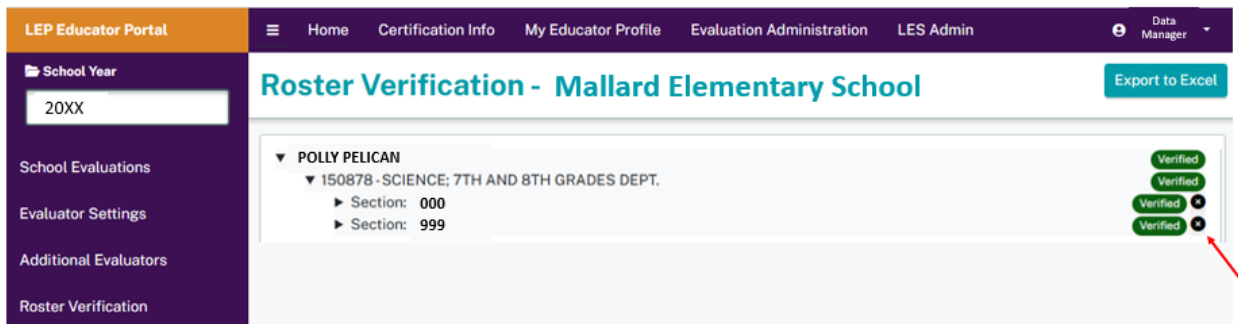 LEP Educator Portal
Home Certification Info My Educator Profile Evaluation Administration LES Admin Data Manager
School Year
20XX
Roster Verification - Mallard Elementary School
Export to Excel
School Evaluations
Evaluator Settings
Additional Evaluators
Roster Verification
POLLY PELICAN Verified
150878 - SCIENCE; 7TH AND 8TH GRADES DEPT. Verified
Section: 000 Verified
Section: 999 Verified